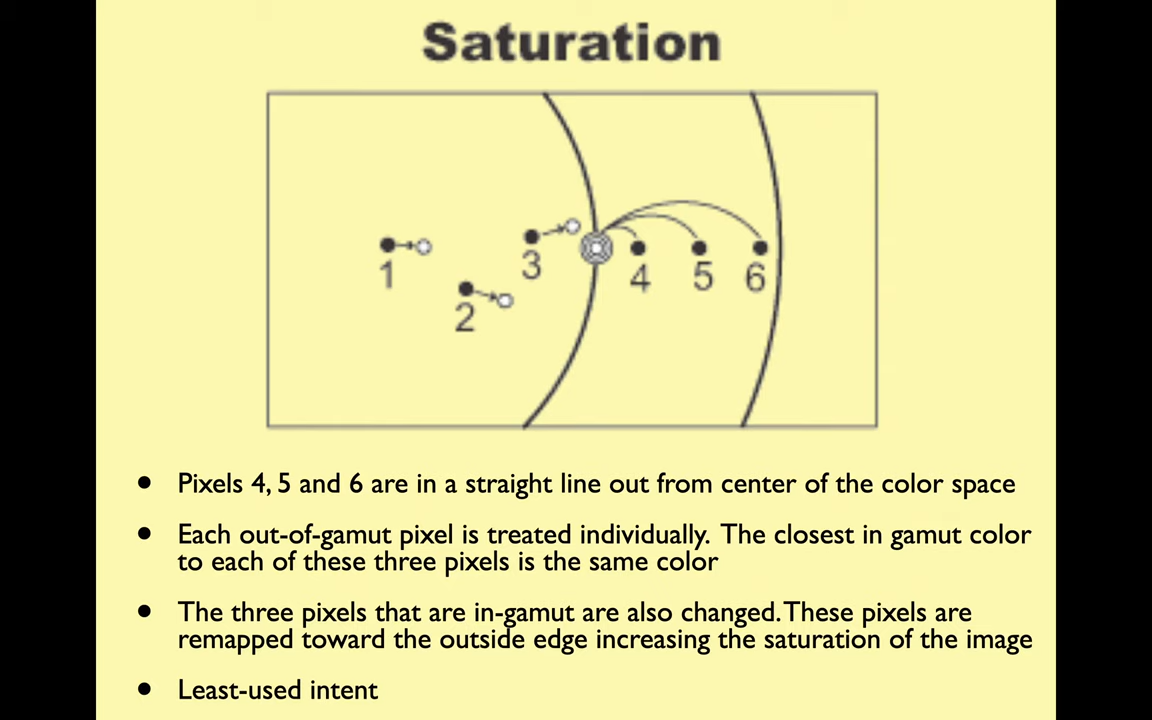 Saturation
1
2
3
4
5
6
• Pixels 4, 5 and 6 are in a straight line out from center of the color space
• Each out-of-gamut pixel is treated individually. The closest in gamut color
to each of these three pixels is the same color
• The three pixels that are in-gamut are also changed. These pixels are
remapped toward the outside edge increasing the saturation of the image
• Least-used intent